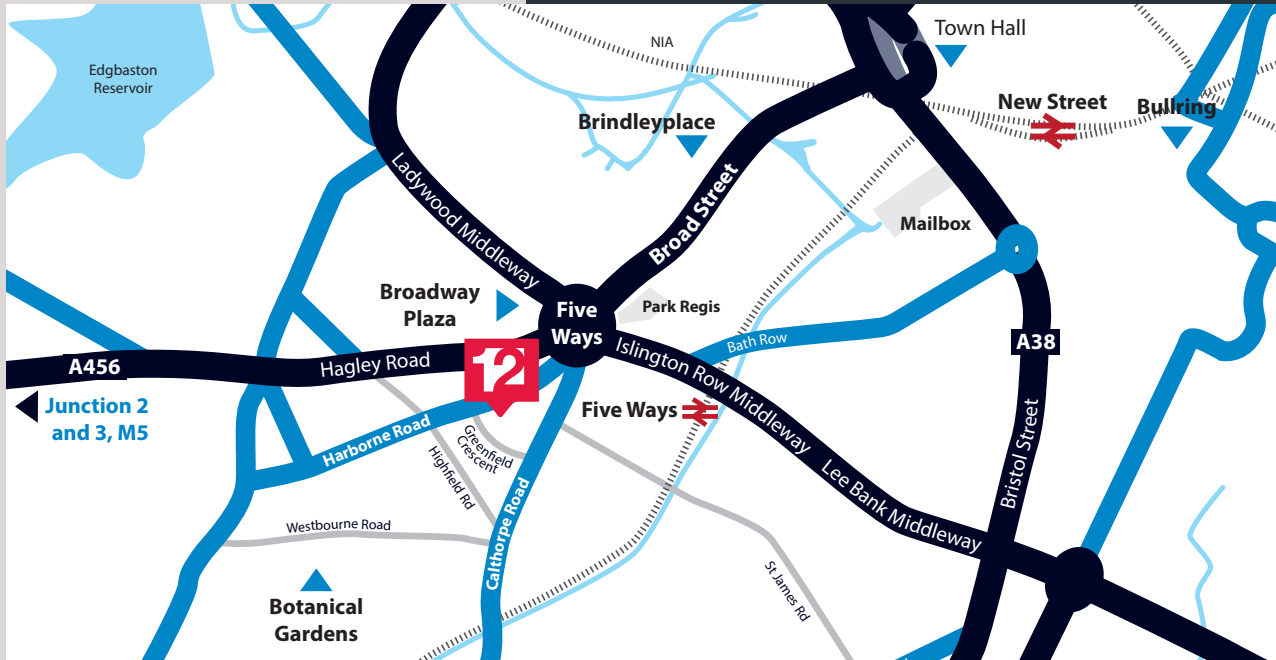 Town Hall
NIA
Edgbaston
Reservoir
New Street
Bullring
Brindleyplace
Ladywood Middleway
Broad Street
Mailbox
Broadway
Plaza
Five
Ways
Park Regis
Bath Row
A38
A456
Hagley Road
12
Islington Row Middleway
Junction 2
and 3, M5
Five Ways
Harborne Road
Greenfield
Crescent
Highfield Rd
Lee Bank Middleway
Bristol Street
Westbourne Road
Calthorpe Road
St James Rd
Botanical
Gardens